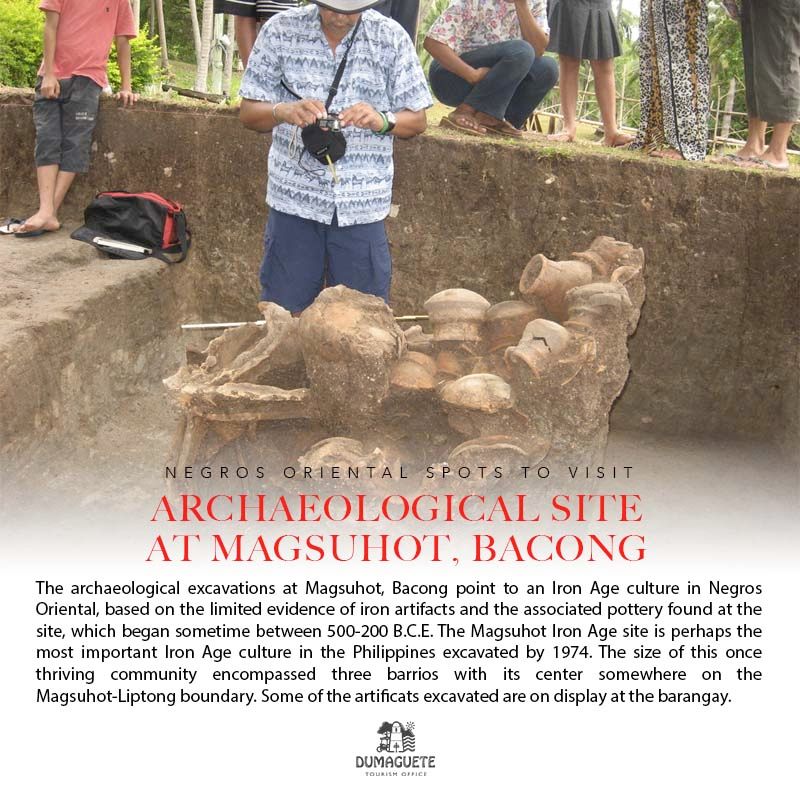 NEGROS ORIENTAL SPOTS TO VISIT
ARCHAEOLOGICAL SITE
AT MAGSUHOT, BACONG
The archaeological excavations at Magsuhot, Bacong point to an Iron Age culture in Negros
Oriental, based on the limited evidence of iron artifacts and the associated pottery found at the
site, which began sometime between 500-200 B.C.E. The Magsuhot Iron Age site is perhaps the
most important Iron Age culture in the Philippines excavated by 1974. The size of this once
thriving community encompassed three barrios with its center somewhere on the
Magsuhot-Liptong boundary. Some of the artificats excavated are on display at the barangay.
DUMAGUETE
TOURISM OFFICE